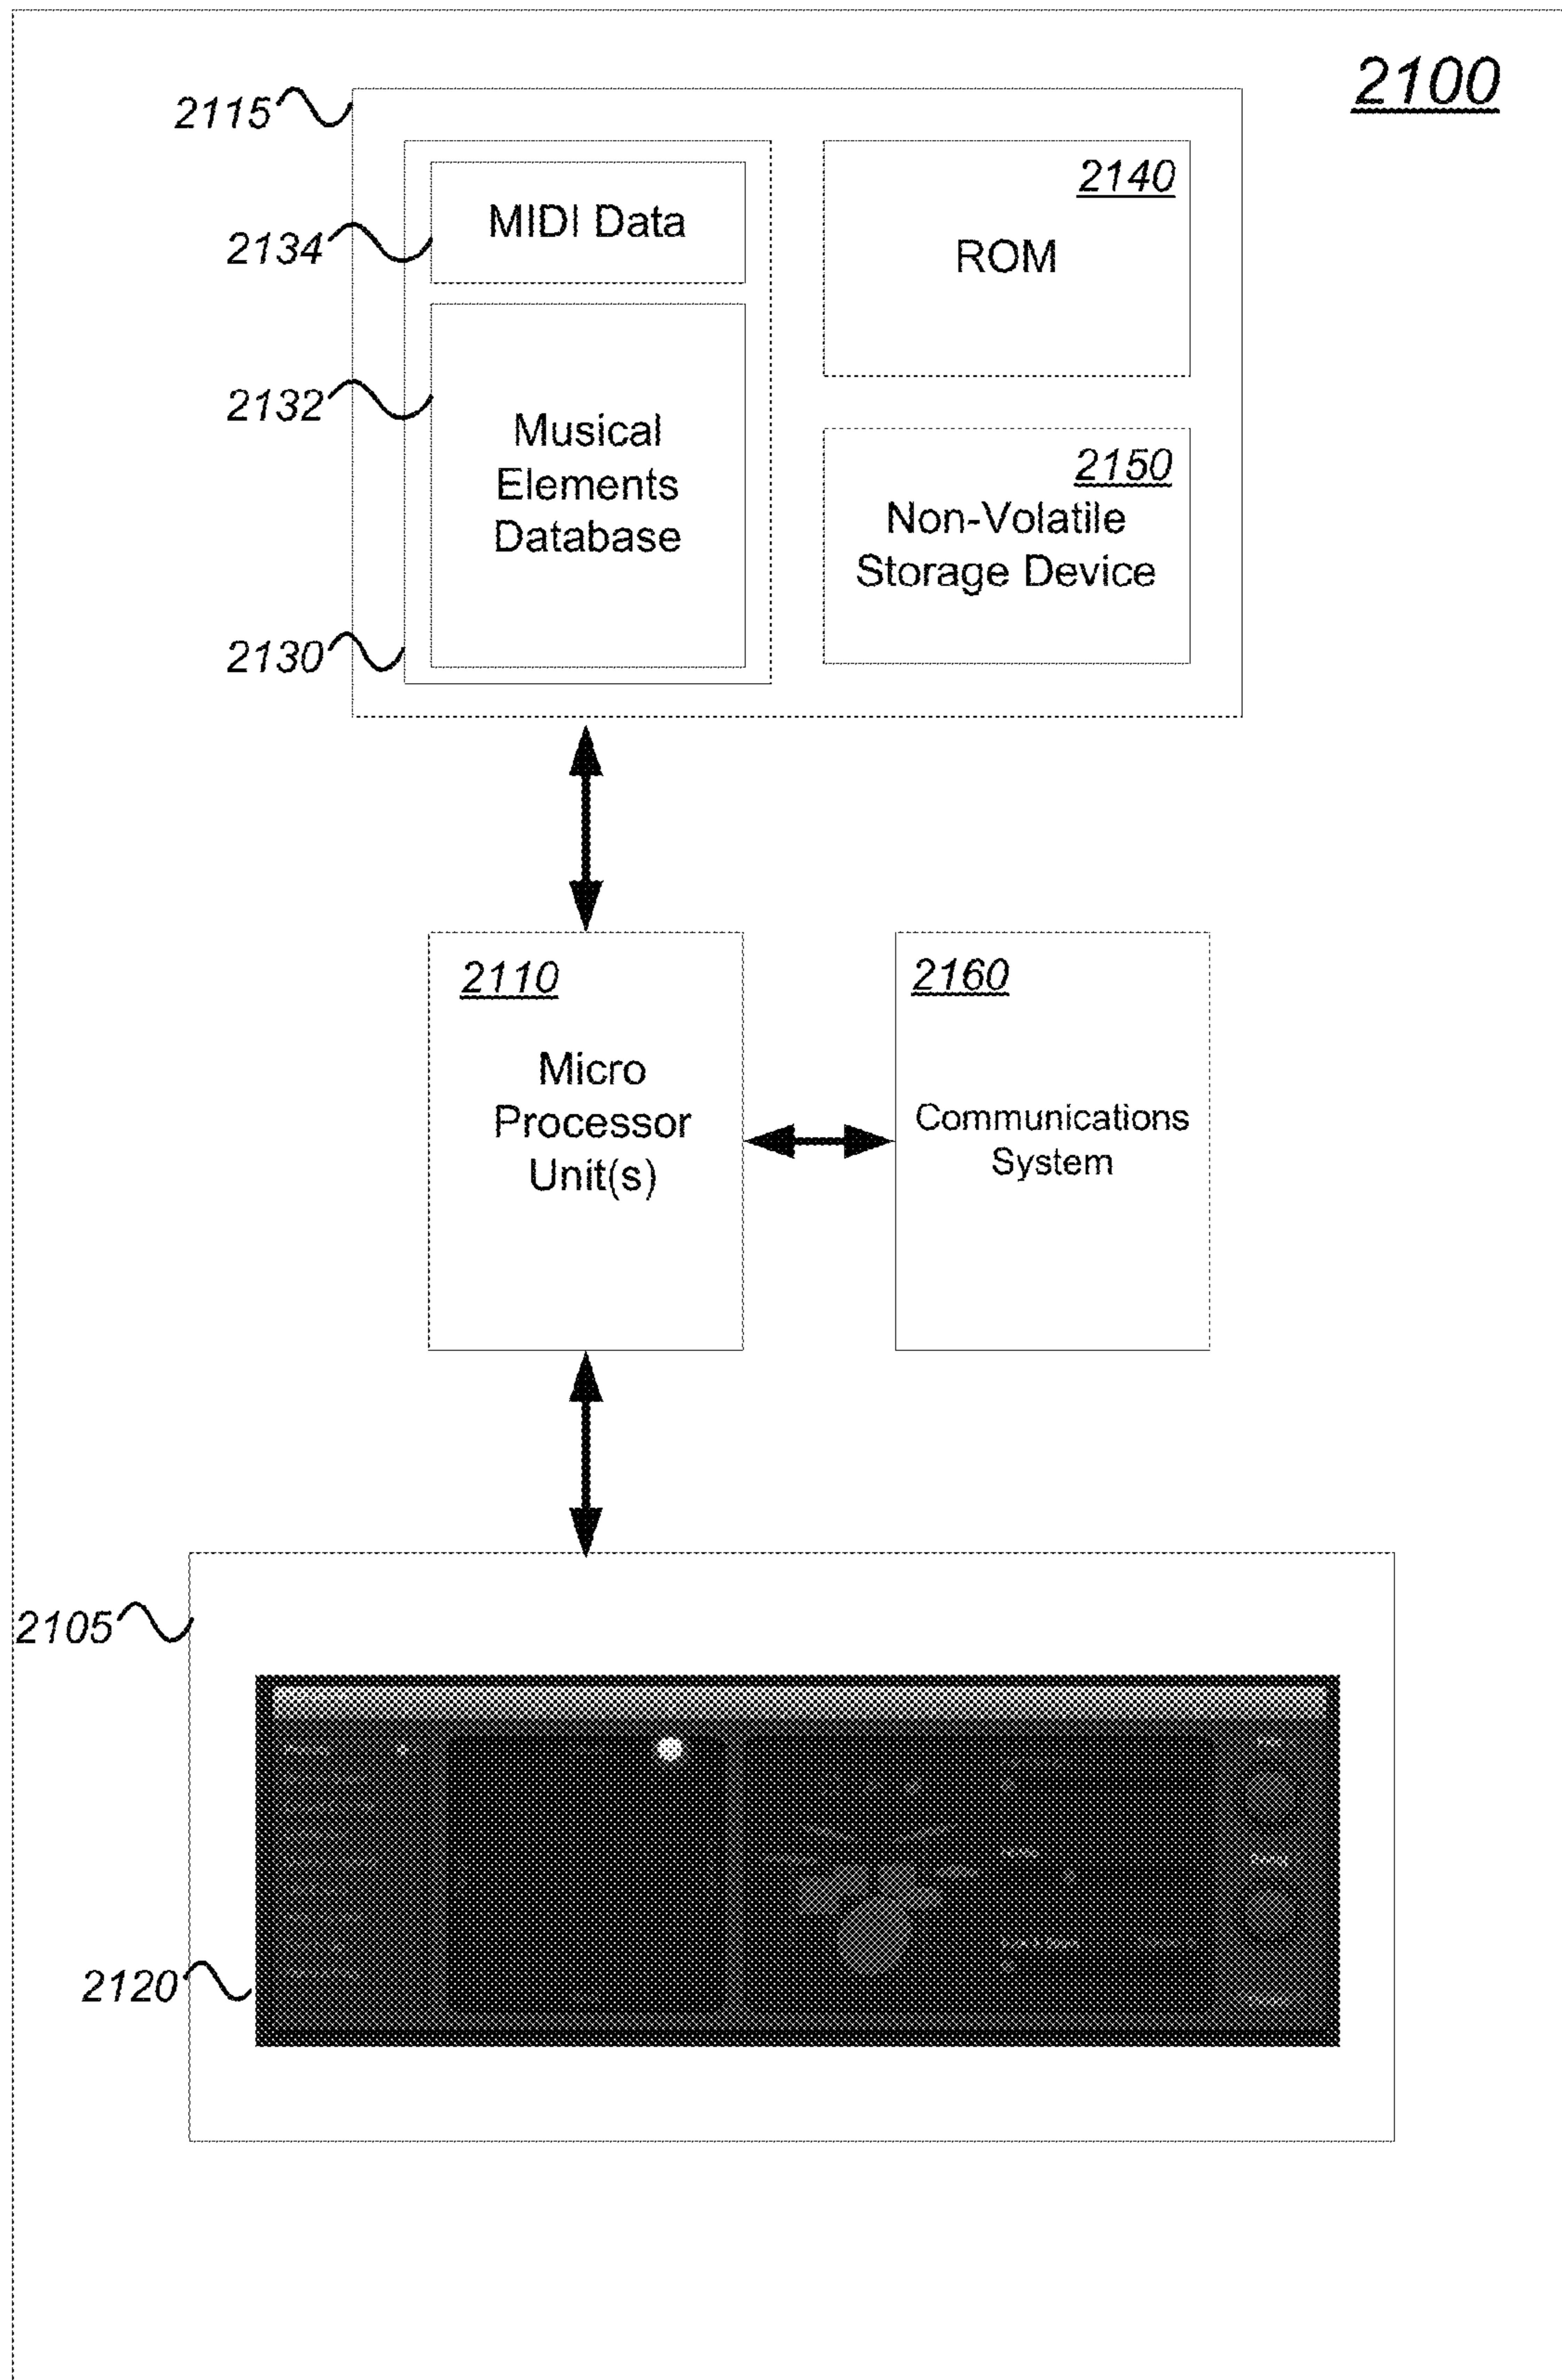 2100
2115
2134
MIDI Data
2140
ROM
2132
Musical
Elements
Database
2150
Non-Volatile
Storage Device
2130
2110
Micro
Processor
Unit(s)
2160
Communications
System
2105
2120